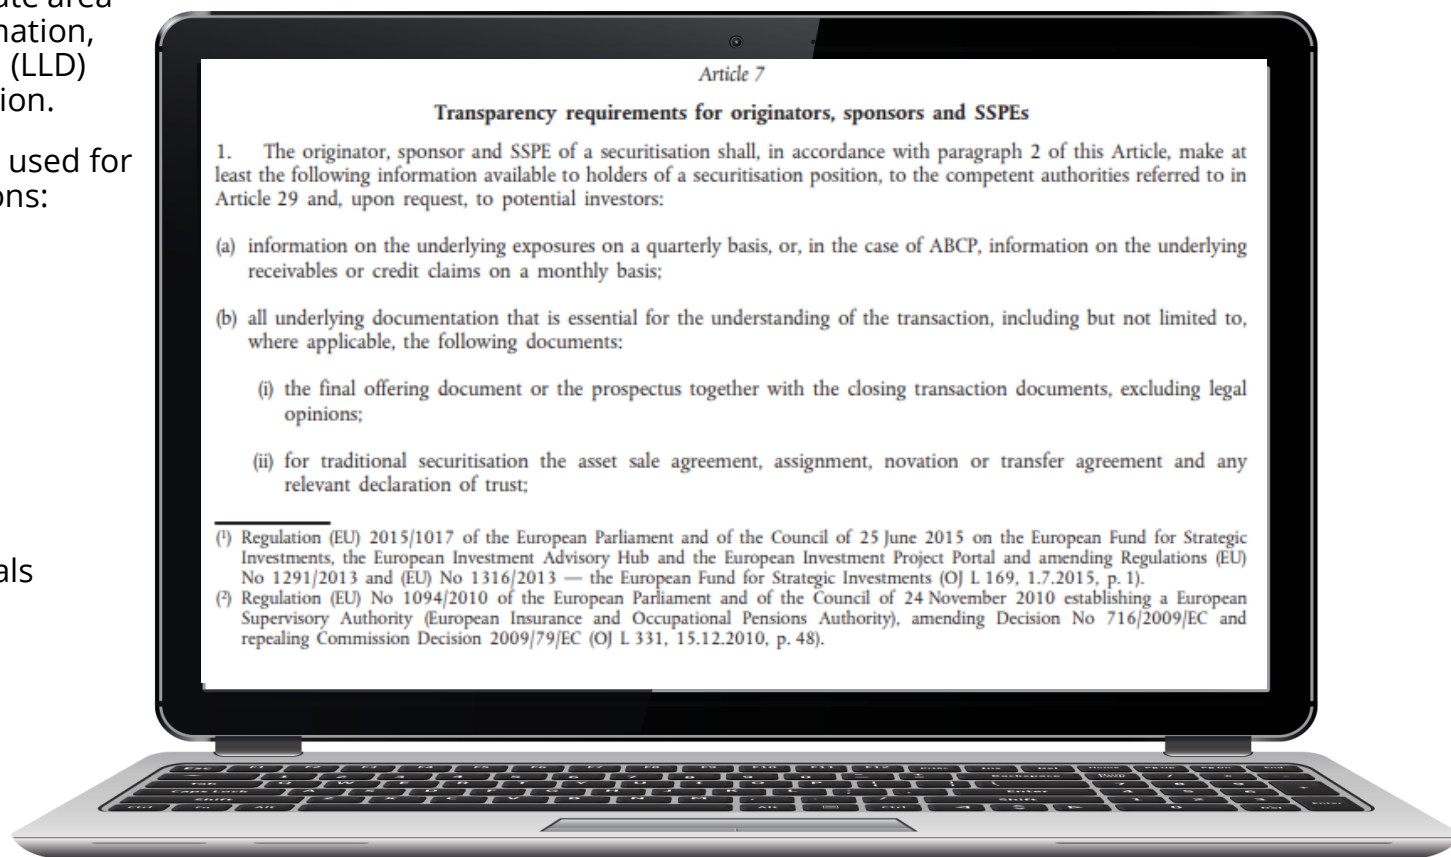 ate area
nation,
(LLD)
ion.
used for
ons:
als
Article 7
Transparency requirements for originators, sponsors and SSPEs
1. The originator, sponsor and SSPE of a securitisation shall, in accordance with paragraph 2 of this Article, make at
least the following information available to holders of a securitisation position, to the competent authorities referred to in
Article 29 and, upon request, to potential investors:
(a) information on the underlying exposures on a quarterly basis, or, in the case of ABCP, information on the underlying
receivables or credit claims on a monthly basis;
(b) all underlying documentation that is essential for the understanding of the transaction, including but not limited to,
where applicable, the following documents:
(i) the final offering document or the prospectus together with the closing transaction documents, excluding legal
opinions;
(ii) for traditional securitisation the asset sale agreement, assignment, novation or transfer agreement and any
relevant declaration of trust;
(¹) Regulation (EU) 2015/1017 of the European Parliament and of the Council of 25 June 2015 on the European Fund for Strategic
Investments, the European Investment Advisory Hub and the European Investment Project Portal and amending Regulations (EU)
No 1291/2013 and (EU) No 1316/2013 — the European Fund for Strategic Investments (OJ L 169, 1.7.2015, p. 1).
(²) Regulation (EU) No 1094/2010 of the European Parliament and of the Council of 24 November 2010 establishing a European
Supervisory Authority (European Insurance and Occupational Pensions Authority), amending Decision No 716/2009/EC and
repealing Commission Decision 2009/79/EC (OJ L 331, 15.12.2010, p. 48).